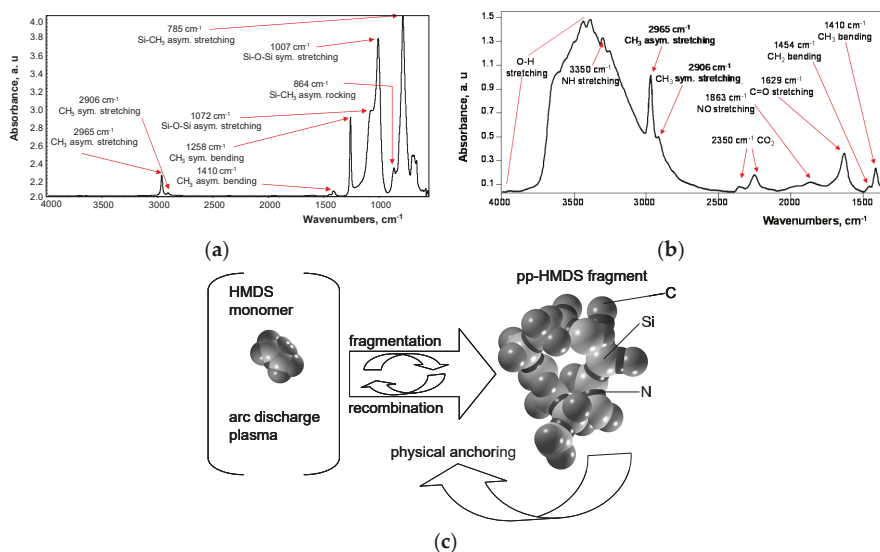 (a)
Absorbance, a. u
4.0
3.8
3.6
3.4
3.0
2.8
2.6
2.4
2.2
2.0
785 cm-1
Si-CH3 asym. stretching
1007 cm-1
Si-O-Si sym. stretching
864 cm-1
Si-CH3 asym. rocking
2906 cm-1
CH3 sym. stretching
2965 cm-1
CH3 asym. stretching
1072 cm-1
Si-O-Si asym. stretching
1258 cm-1
CH3 sym. bending
1410 cm-1
CH3 asym. bending
4000
3000
2000
1500
1000
Wavenumbers, cm-1
(a)
b
Absorbance, a. u
1.5
1.3
1.1
0.9
0.7
0.5
0.3
0.1
O-H
stretching
3350 cm-1
NH stretching
2965 cm-1
CH3 asym. stretching
2906 cm-1
CH3 sym. stretching
2350 cm-1 CO2
1863 cm-1
NO stretching
1629 cm-1
C=O stretching
1454 cm-1
CH2 bending
1410 cm-1
CH3 bending
4000
3500
3000
2500
2000
1500
Wavenumbers, cm-1
(b)
HMDS
monomer
arc discharge
plasma
fragmentation
recombination
pp-HMDS fragment
C
Si
N
physical anchoring
(c)